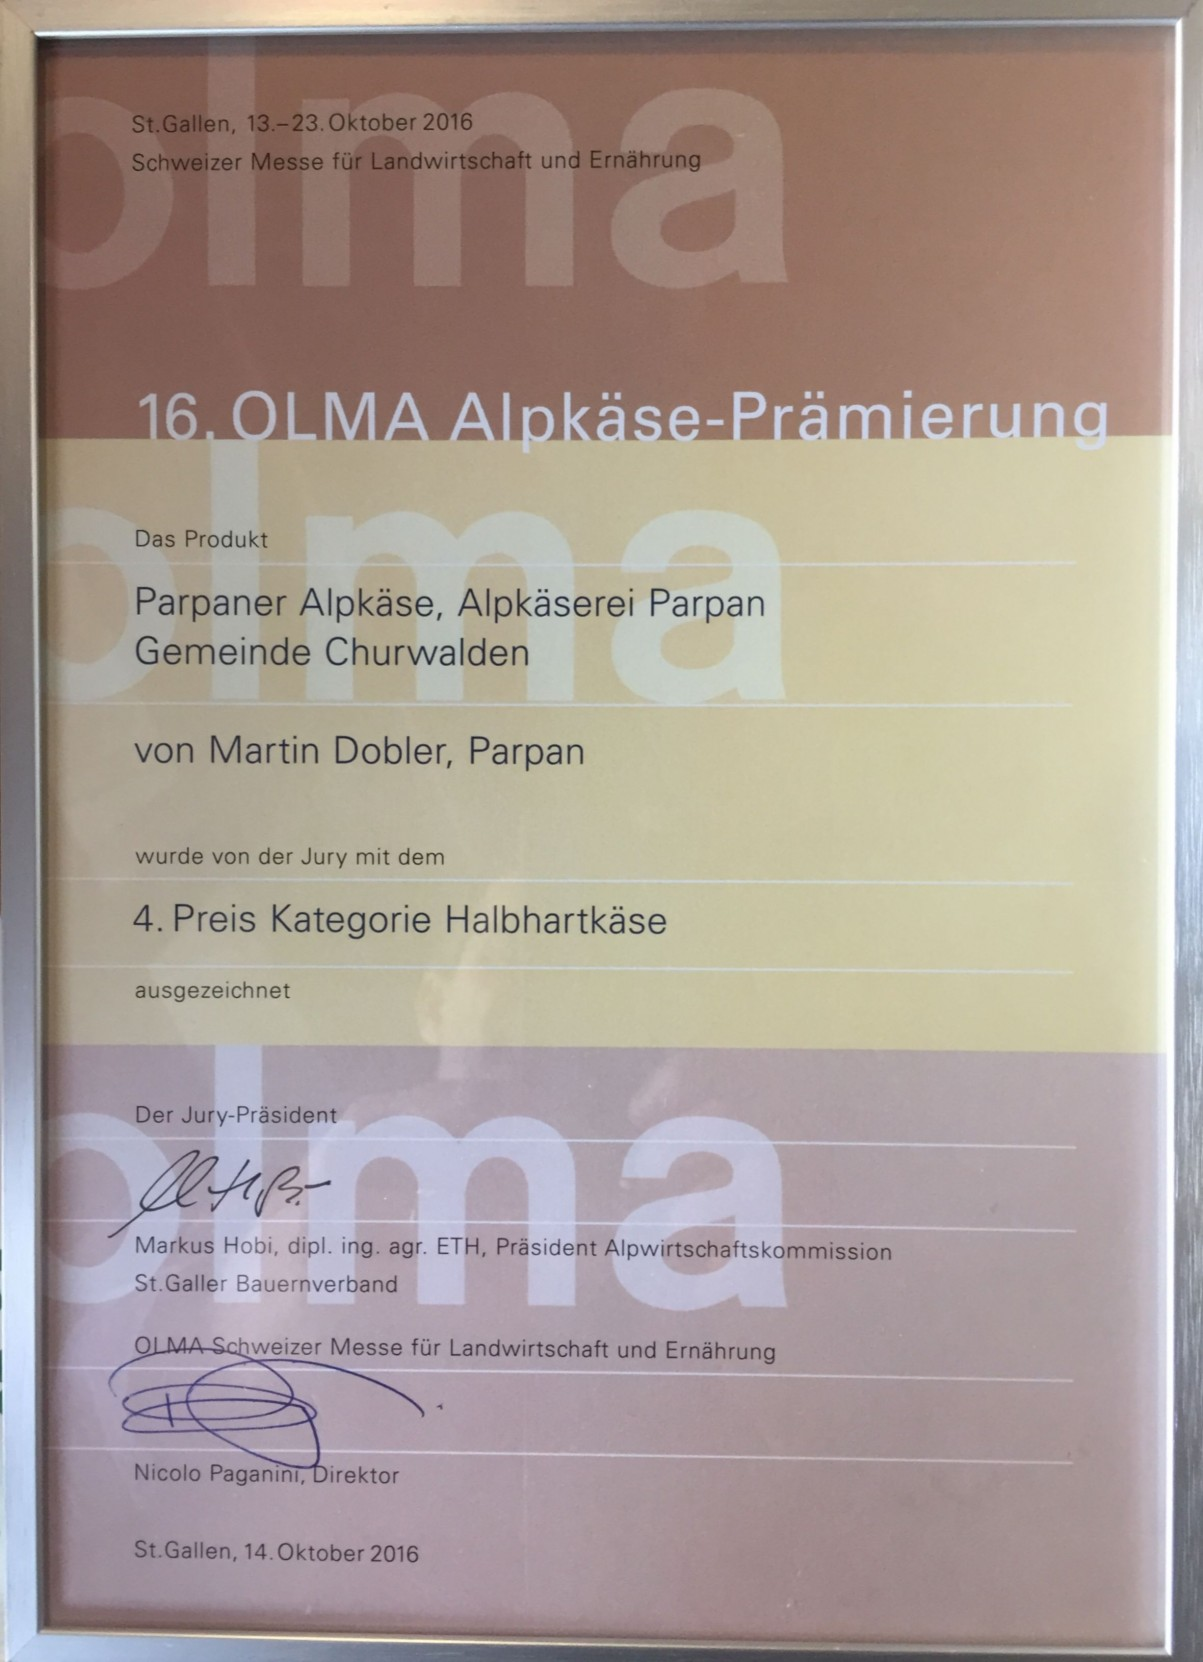 St.Gallen, 13.–23.Oktober 2016
Schweizer Messe für Landwirtschaft und Ernährung
olma
16. OLMA Alpkäse-Prämierung
olma
Das Produkt
Parpaner Alpkäse, Alpkäserei Parpan
Gemeinde Churwalden
von Martin Dobler, Parpan
wurde von der Jury mit dem
4. Preis Kategorie Halbhartkäse
ausgezeichnet
olma
Der Jury-Präsident
Markus Hobi, dipl. ing. agr. ETH, Präsident Alpwirtschaftskommission
St.Galler Bauernverband
OLMA Schweizer Messe für Landwirtschaft und Ernährung
Nicolo Paganini, Direktor
St.Gallen, 14.Oktober 2016